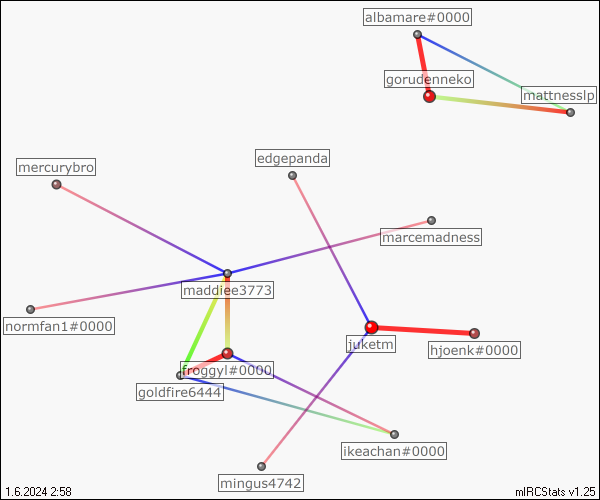 albamare#0000
gorudenneko
mattnesslp
edgepanda
mercurybro
marcemadness
maddiee3773
normfan1#0000
juketm
hjoenk#0000
froggyl#0000
goldfire6444
ikeachan#0000
mingus4742
1.6.2024 2:58
mIRCStats v1.25